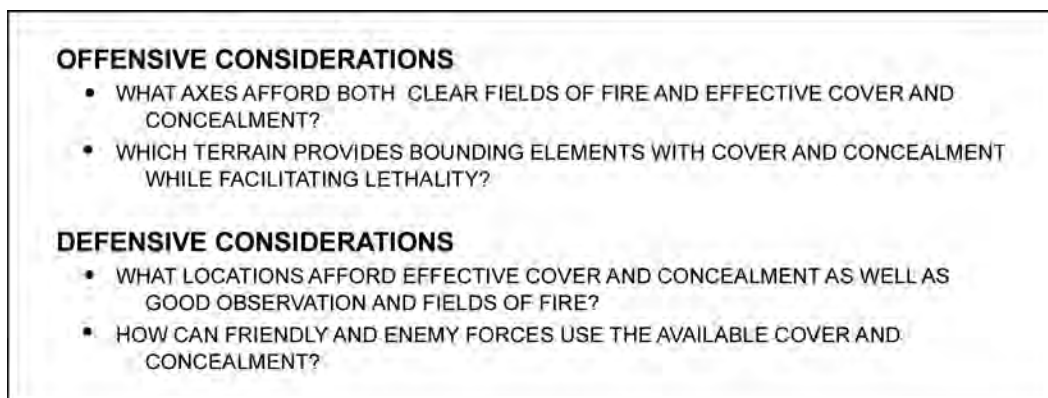 OFFENSIVE CONSIDERATIONS
• WHAT AXES AFFORD BOTH CLEAR FIELDS OF FIRE AND EFFECTIVE COVER AND
CONCEALMENT?
• WHICH TERRAIN PROVIDES BOUNDING ELEMENTS WITH COVER AND CONCEALMENT
WHILE FACILITATING LETHALITY?
DEFENSIVE CONSIDERATIONS
• WHAT LOCATIONS AFFORD EFFECTIVE COVER AND CONCEALMENT AS WELL AS
GOOD OBSERVATION AND FIELDS OF FIRE?
• HOW CAN FRIENDLY AND ENEMY FORCES USE THE AVAILABLE COVER AND
CONCEALMENT?